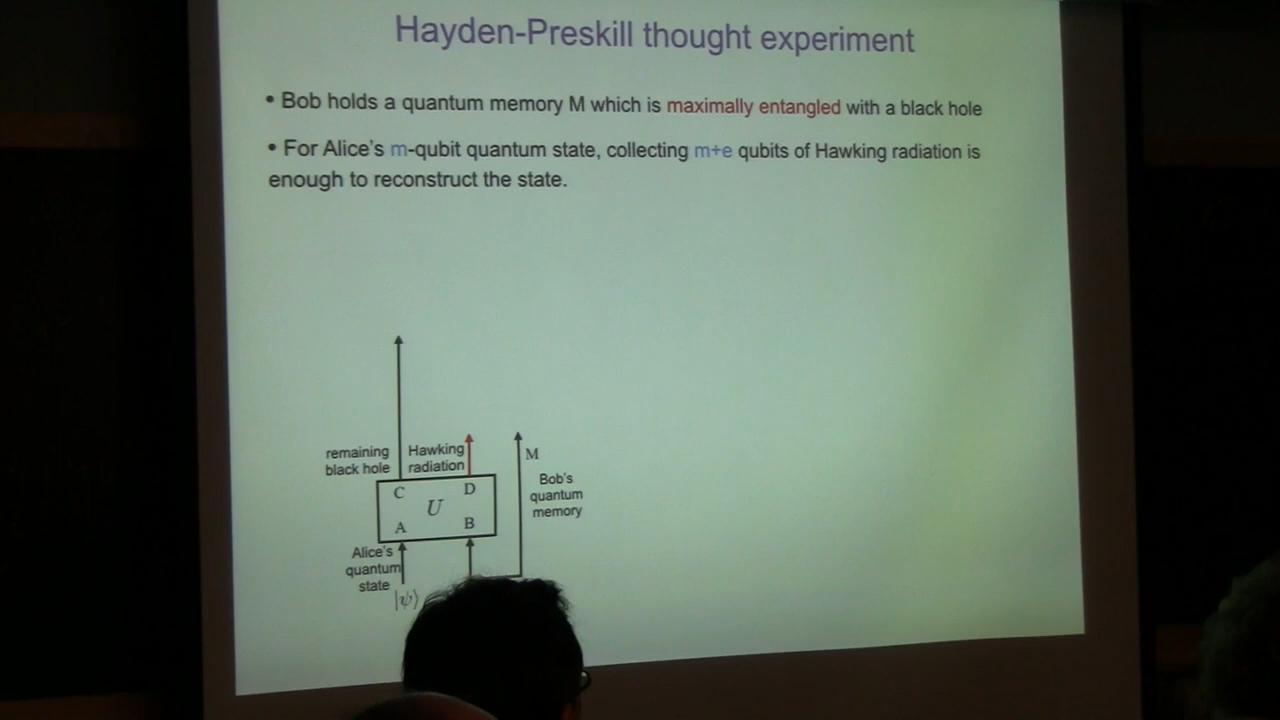 Hayden-Preskill thought experiment
• Bob holds a quantum memory M which is maximally entangled with a black hole
• For Alice's m-qubit quantum state, collecting m+e qubits of Hawking radiation is
enough to reconstruct the state.
remaining
black hole
Hawking
radiation
M
Bob's
quantum
memory
C
D
U
A
B
Alice's
quantum
state
|ψ⟩